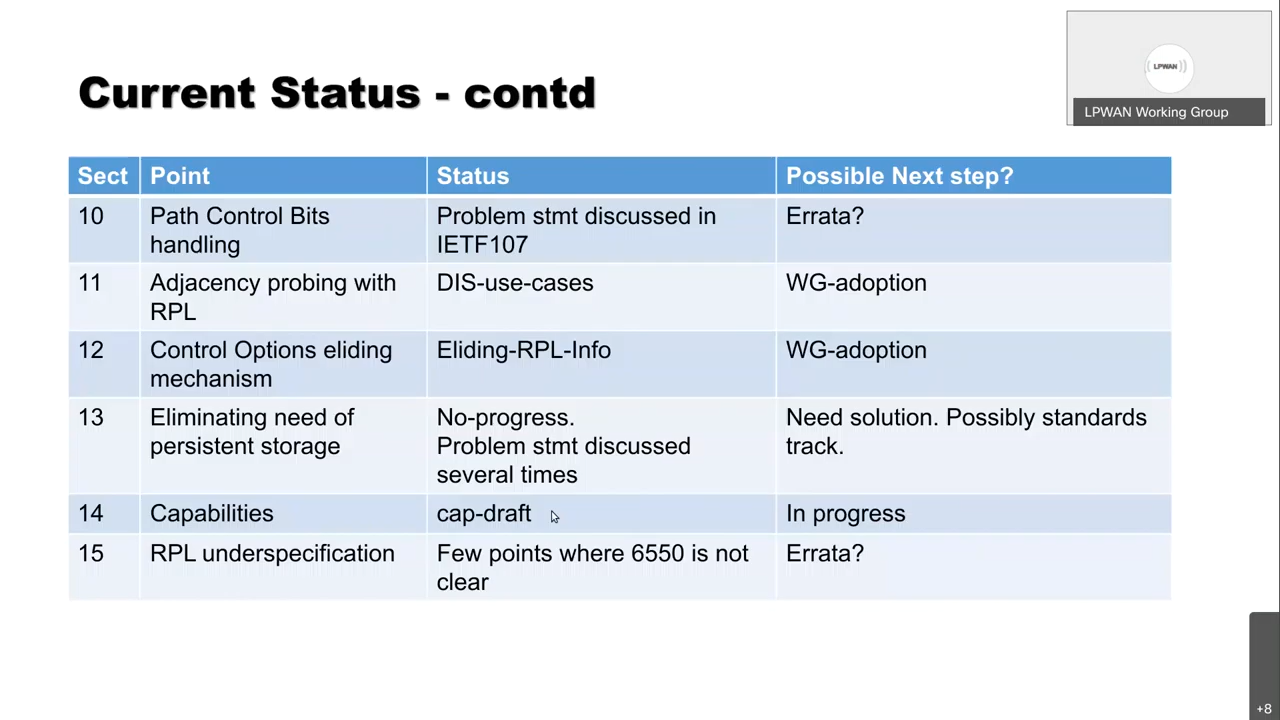 LPWAN
LPWAN Working Group
Current Status - contd
Sect Point Status Possible Next step?
10 Path Control Bits handling Problem stmt discussed in IETF107 Errata?
11 Adjacency probing with RPL DIS-use-cases WG-adoption
12 Control Options eliding mechanism Eliding-RPL-Info WG-adoption
13 Eliminating need of persistent storage No-progress. Problem stmt discussed several times Need solution. Possibly standards track.
14 Capabilities cap-draft In progress
15 RPL underspecification Few points where 6550 is not clear Errata?
+8